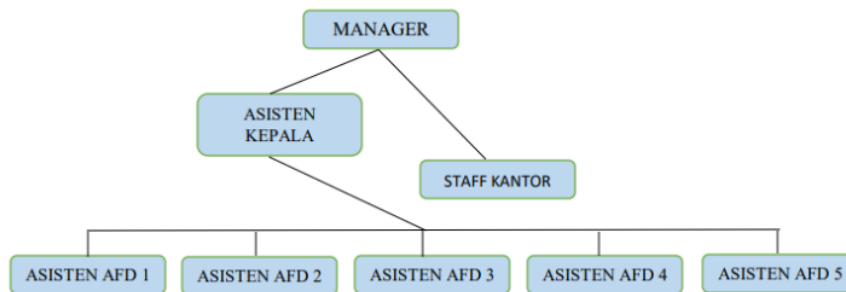 MANAGER
ASISTEN
KEPALA
STAFF KANTOR
ASISTEN AFD 1
ASISTEN AFD 2
ASISTEN AFD 3
ASISTEN AFD 4
ASISTEN AFD 5